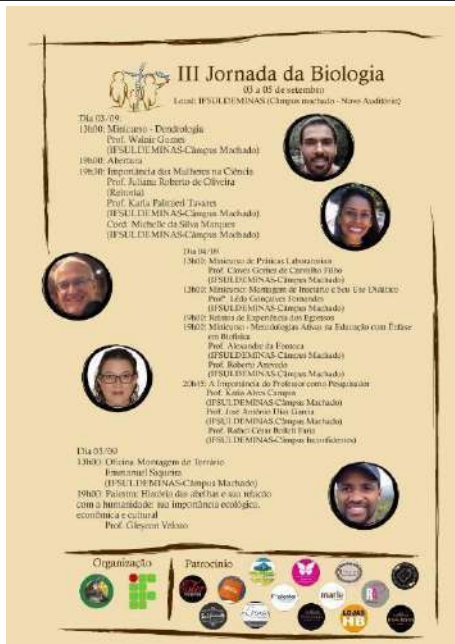 III Jornada da Biologia
03 a 05 de setembro
Local: IFSULDEMINAS (Câmpus machado - Novo Auditório)
Dia 03/09:
13h00: Minicurso - Dendrologia
Prof. Walnir Gomes
(IFSULDEMINAS-Câmpus Machado)
19h00: Abertura
19h30: Importância das Mulheres na Ciência
Prof. Juliana Roberto de Oliveira
(Reitoria)
Prof. Karla Palmieri Tavares
(IFSULDEMINAS-Câmpus Machado)
Cord. Michelle da Silva Marques
(IFSULDEMINAS-Câmpus Machado)
Dia 04/09
13h00: Minicurso de Práticas Laboratoriais
Prof. Gomes de Carvalho Filho
(IFSULDEMINAS-Câmpus Machado)
13h00: Minicurso: Montagem de Insetário e Seu Uso Didático
Profª. Lêda Gonçalves Fernandes
(IFSULDEMINAS-Câmpus Machado)
19h00: Relatos de Experiência dos Egressos
19h00: Minicurso - Metodologias Ativas na Educação com Ênfase
em Biofísica
Prof. Alexandre da Fontoura
(IFSULDEMINAS-Câmpus Machado)
Prof. Roberto Azevedo
(IFSULDEMINAS-Câmpus Machado)
20h15: A Importância do Professor como Pesquisador
Prof. Katia Alves Campos
(IFSULDEMINAS-Câmpus Machado)
Prof. José Antônio Dias Garcia
(IFSULDEMINAS-Câmpus Machado)
Prof. Rafael César Faria
(IFSULDEMINAS-Câmpus Inconfidentes)
Dia 05/09
13h00: Oficina Montagem de Terrário
Emmanuel Siqueira
(IFSULDEMINAS-Câmpus Machado)
19h00: Palestra: História das abelhas e sua relação
com a humanidade: sua importância ecológica,
econômica e cultural
Prof. Gleycon Velozo
Organização
Patrocínio
marie
LOJAS
HB